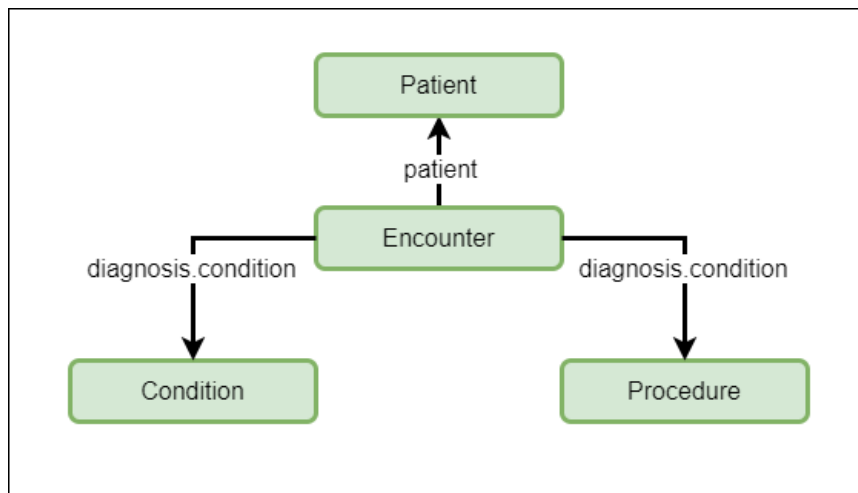 Patient
patient
Encounter
diagnosis.condition
diagnosis.condition
Condition
Procedure